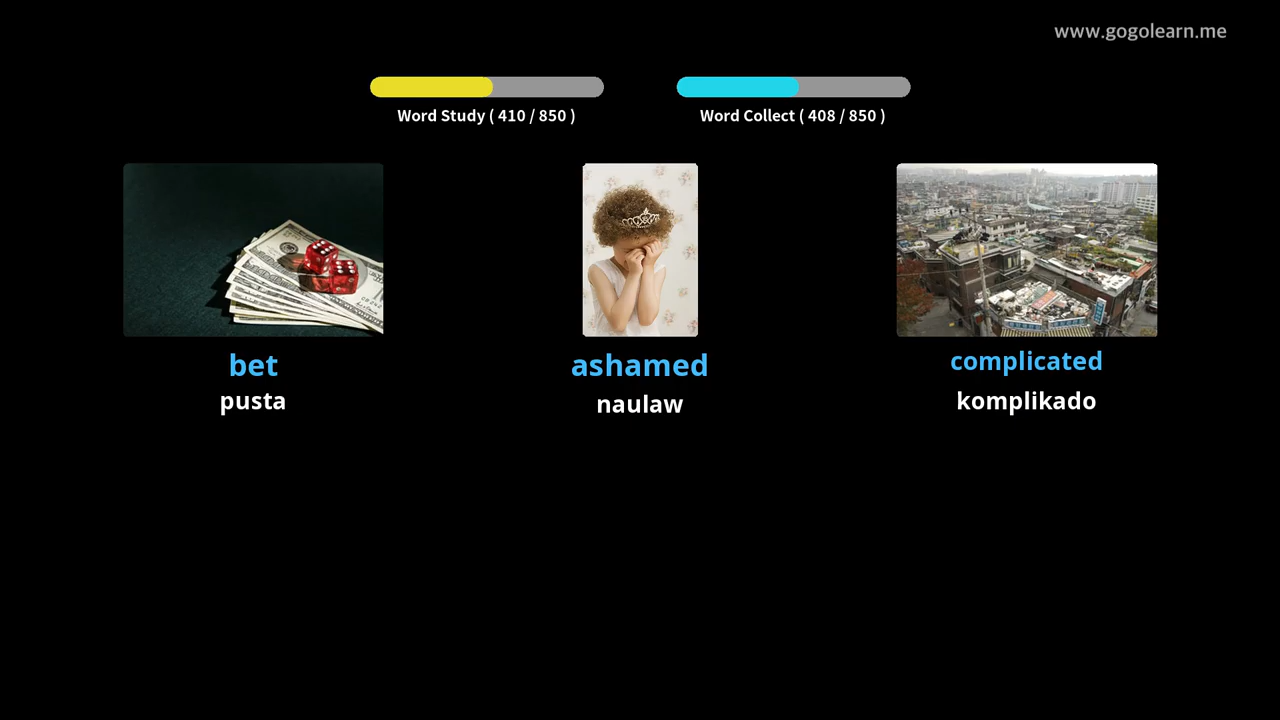 www.gogolearn.me
Word Study ( 410 / 850 )
Word Collect ( 408 / 850 )
bet
pusta
ashamed
naulaw
complicated
komplikado